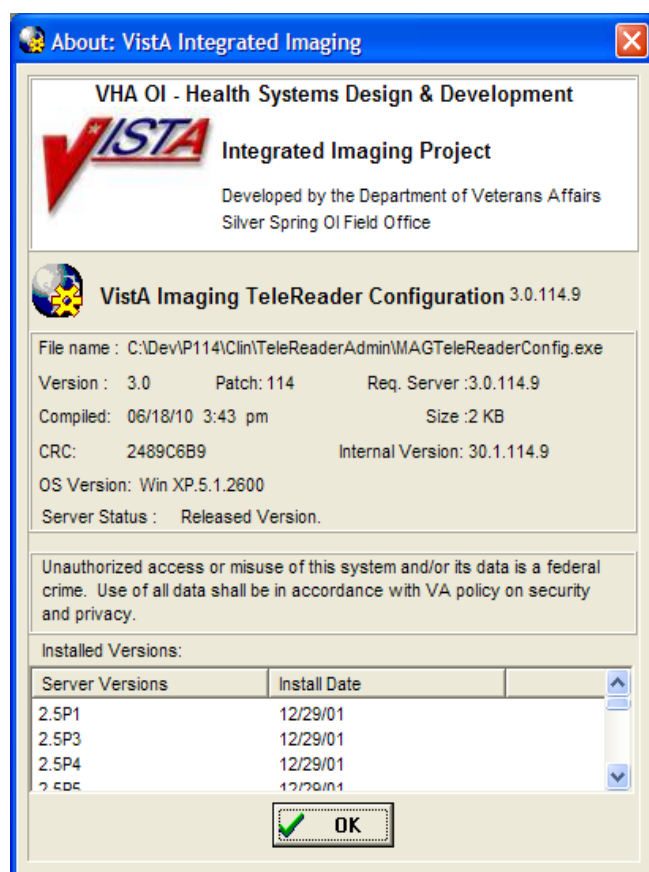 About: VistA Integrated Imaging
VHA OI - Health Systems Design & Development
VISTA
Integrated Imaging Project
Developed by the Department of Veterans Affairs
Silver Spring OI Field Office
VistA Imaging TeleReader Configuration 3.0.114.9
File name : C:\Dev\P114\Clin\TeleReaderAdmin\MAGTeleReaderConfig.exe
Version : 3.0 Patch: 114 Req. Server :3.0.114.9
Compiled: 06/18/10 3:43 pm Size :2 KB
CRC: 2489C6B9 Internal Version: 30.1.114.9
OS Version: Win XP.5.1.2600
Server Status : Released Version.
Unauthorized access or misuse of this system and/or its data is a federal
crime. Use of all data shall be in accordance with VA policy on security
and privacy.
Installed Versions:
Server Versions Install Date
2.5P1 12/29/01
2.5P3 12/29/01
2.5P4 12/29/01
2.5P5 12/29/01
OK